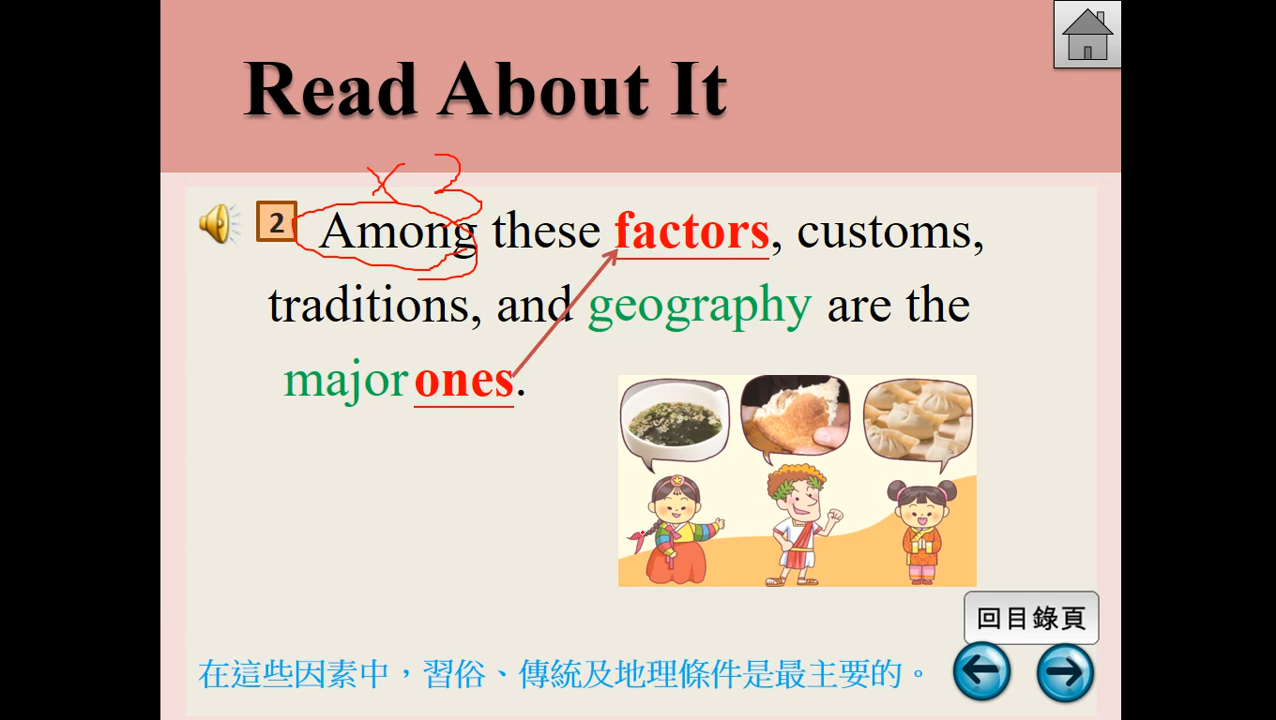 Read About It
x 3
2 Among these factors, customs,
traditions, and geography are the
major ones.
回目錄頁
在這些因素中，習俗、傳統及地理條件是最主要的。